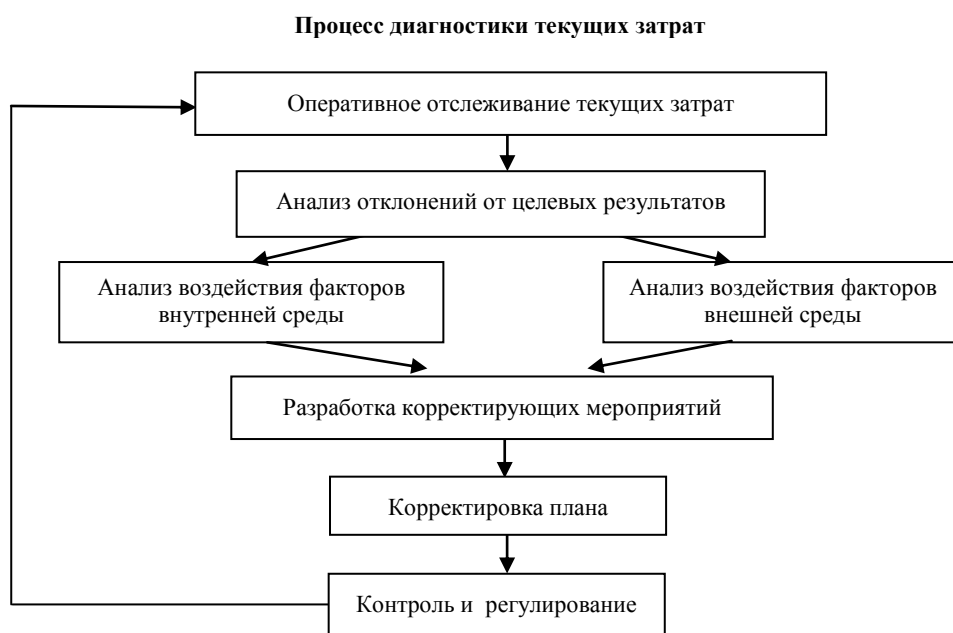 Процесс диагностики текущих затрат
Оперативное отслеживание текущих затрат
Анализ отклонений от целевых результатов
Анализ воздействия факторов
внутренней среды
Анализ воздействия факторов
внешней среды
Разработка корректирующих мероприятий
Корректировка плана
Контроль и регулирование